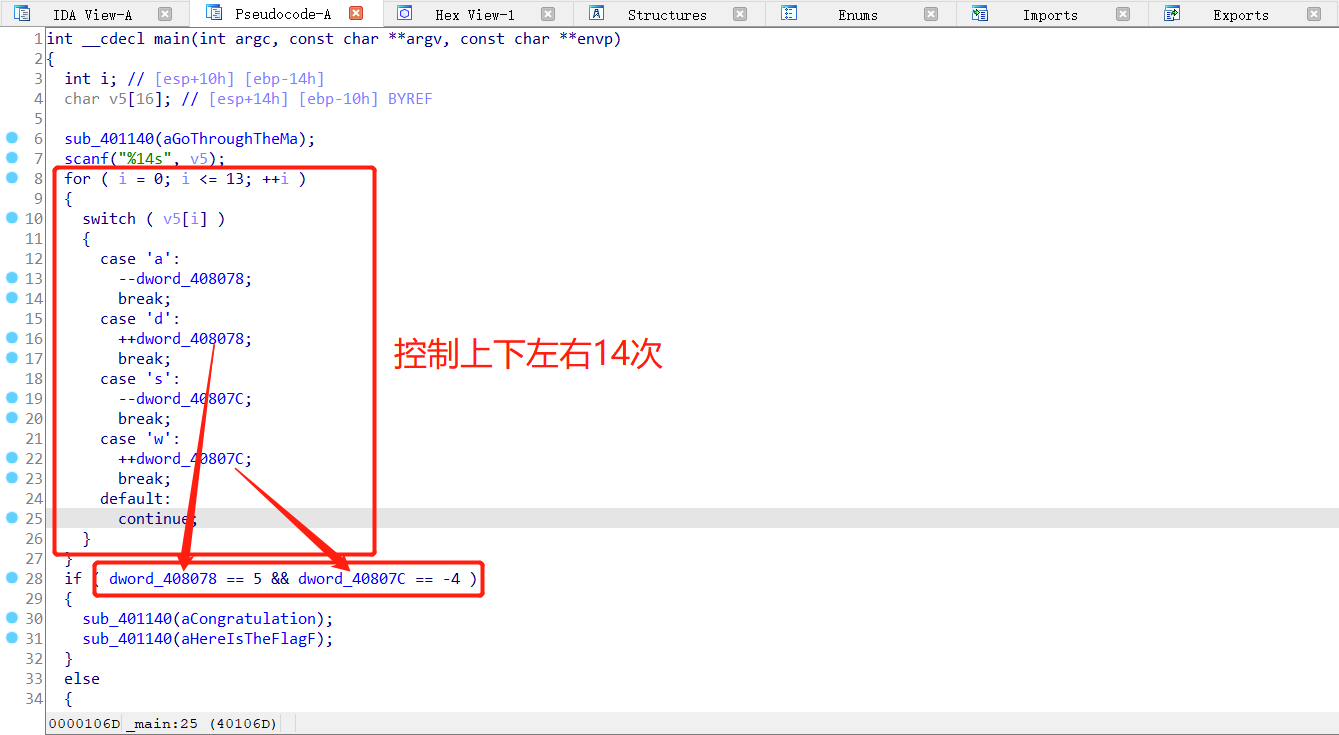 IDA View-A Pseudocode-A Hex View-1 Structures Enums Imports Exports
1 int __cdecl main(int argc, const char **argv, const char **envp)
2 {
3 int i; // [esp+10h] [ebp-14h]
4 char v5[16]; // [esp+14h] [ebp-10h] BYREF
5
6 sub_401140(aGoThroughTheMa);
7 scanf("%14s", v5);
8 for ( i = 0; i <= 13; ++i )
9 {
10 switch ( v5[i] )
11 {
12 case 'a':
13 --dword_408078;
14 break;
15 case 'd':
16 ++dword_408078;
17 break;
控制上下左右14次
18 case 's':
19 --dword_40807C;
20 break;
21 case 'w':
22 ++dword_40807C;
23 break;
24 default:
25 continue;
26 }
27 }
28 if ( dword_408078 == 5 && dword_40807C == -4 )
29 {
30 sub_401140(aCongratulation);
31 sub_401140(aHereIsTheFlagF);
32 }
33 else
34 {
0000106D _main:25 (40106D)